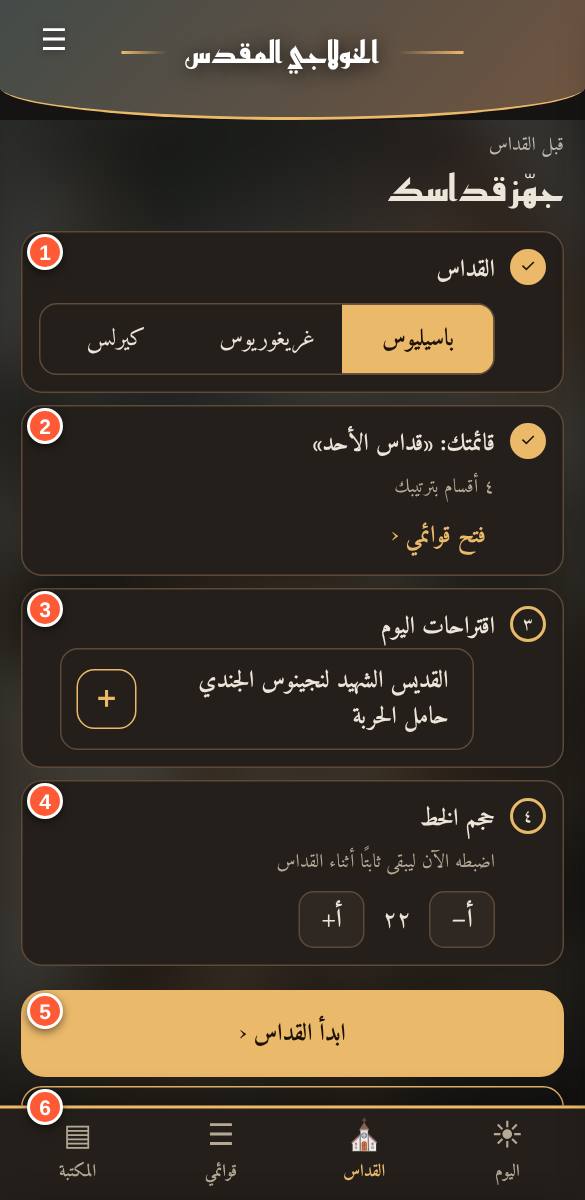 الخولاجي المقدس
قبل القداس
جهّز قداسك
1
القداس
باسيليوس
غريغوريوس
كيرلس
2
قائمتك: «قداس الأحد»
٤ أقسام بترتيبك
فتح قوائمي ‹
3
٣
اقتراحات اليوم
القديس الشهيد لنجينوس الجندي
حامل الحربة
+
4
٤
حجم الخط
اضبطه الآن ليبقى ثابتًا أثناء القداس
أ−
٢٢
أ+
5
ابدأ القداس ‹
6
اليوم
القداس
قوائمي
المكتبة